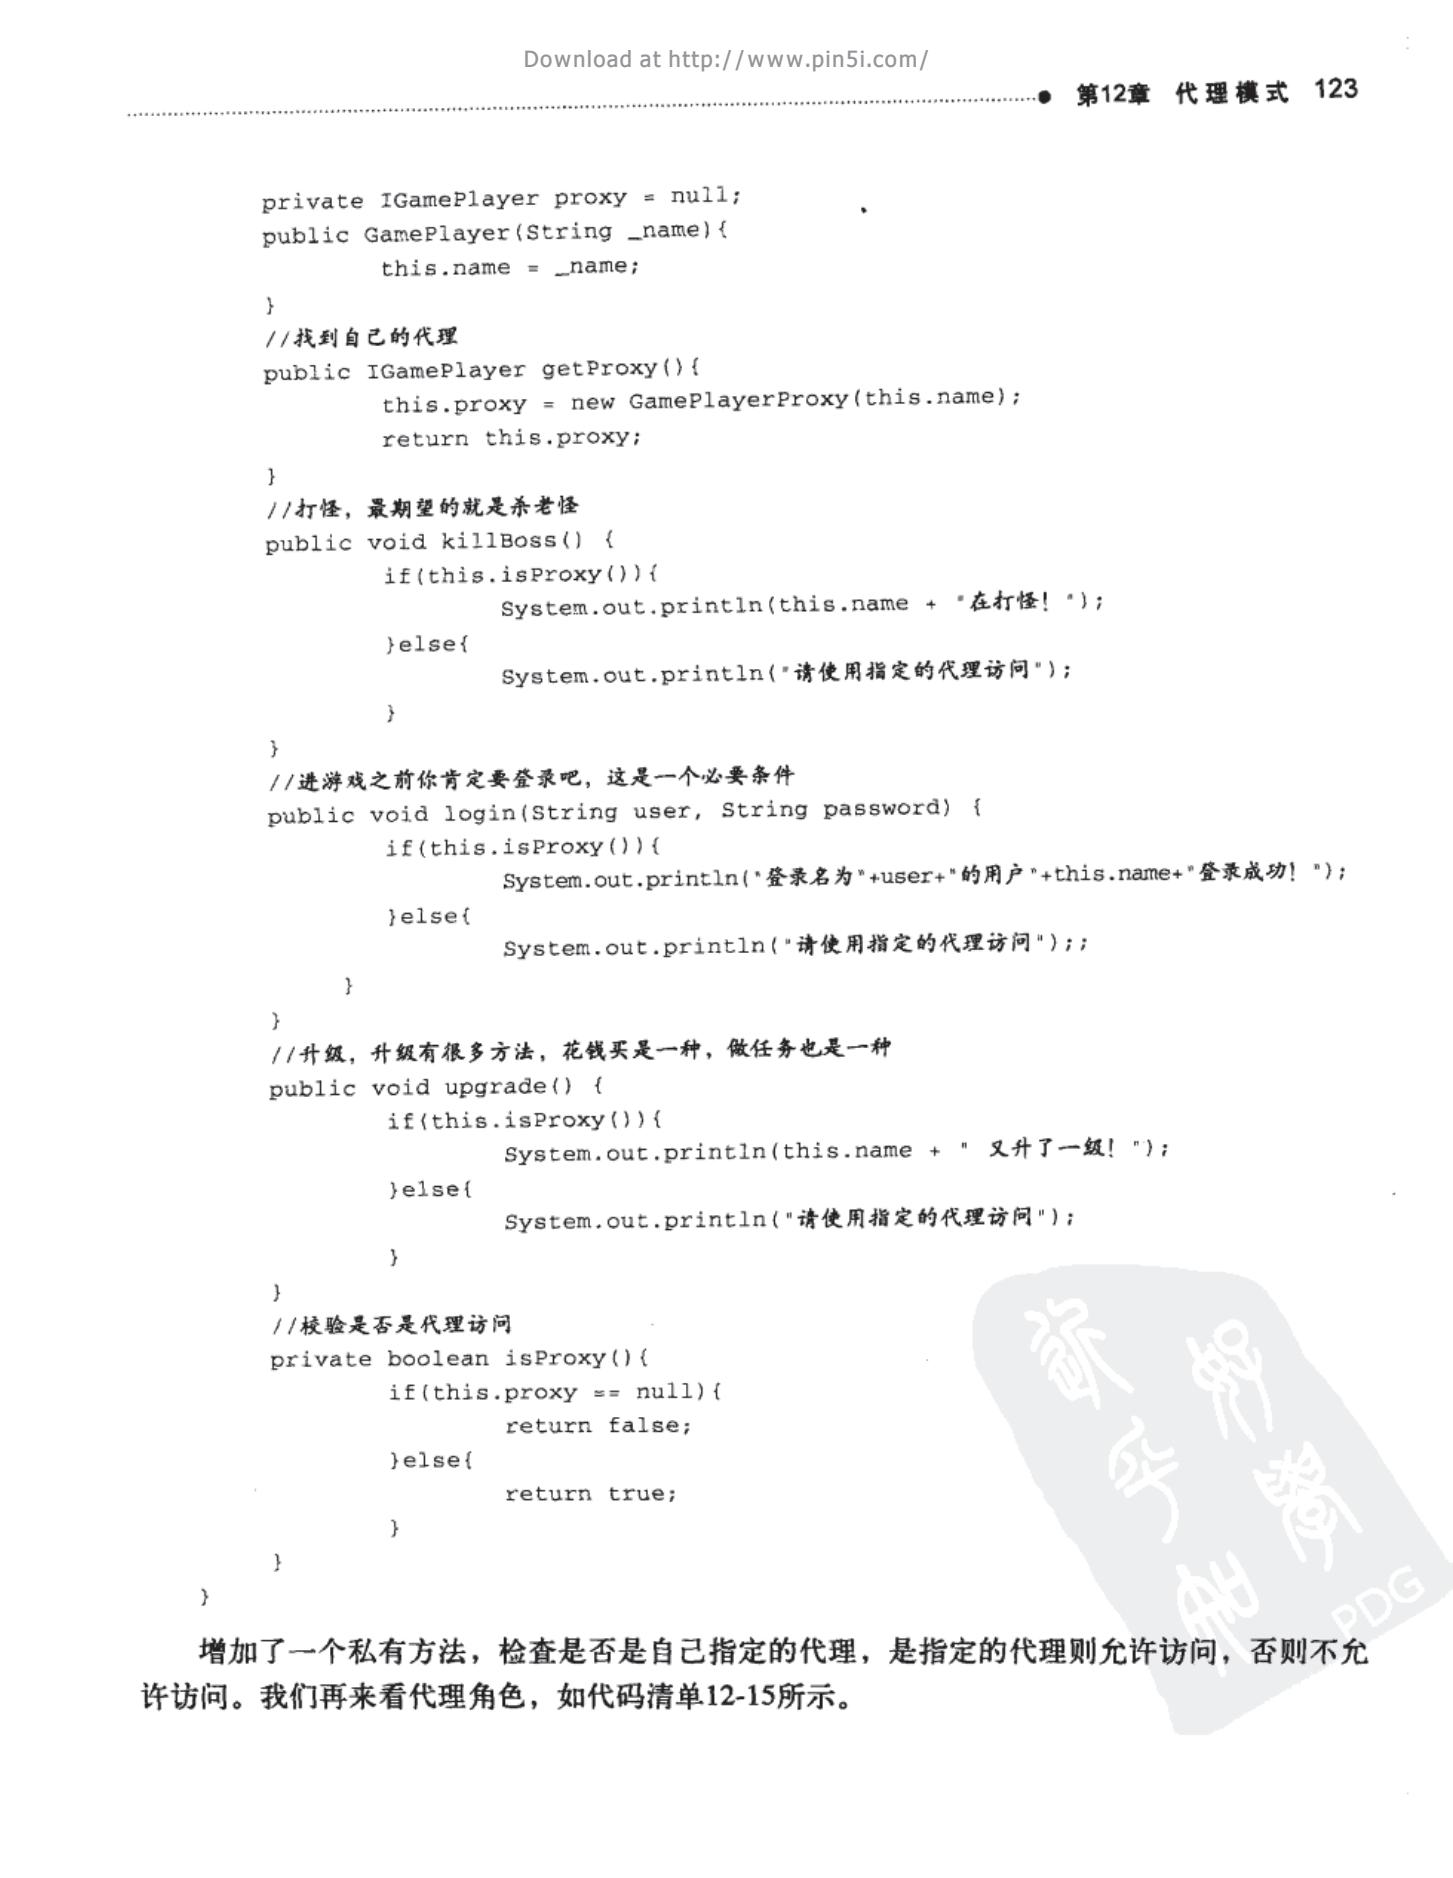 Download at http://www.pin5i.com/
第12章 代理模式 123
private IGamePlayer proxy = null;
public GamePlayer(String _name){
this.name = _name;
}
//找到自己的代理
public IGamePlayer getProxy(){
this.proxy = new GamePlayerProxy(this.name);
return this.proxy;
}
//打怪，最期望的就是杀老怪
public void killBoss() {
if(this.isProxy()){
System.out.println(this.name + "在打怪！");
}else{
System.out.println("请使用指定的代理访问");
}
}
//进游戏之前你肯定要登录吧，这是一个必要条件
public void login(String user, String password) {
if(this.isProxy()){
System.out.println("登录名为"+user+"的用户"+this.name+"登录成功！");
}else{
System.out.println("请使用指定的代理访问");;
}
}
//升级，升级有很多方法，花钱买是一种，做任务也是一种
public void upgrade() {
if(this.isProxy()){
System.out.println(this.name + " 又升了一级！");
}else{
System.out.println("请使用指定的代理访问");
}
}
//校验是否是代理访问
private boolean isProxy(){
if(this.proxy == null){
return false;
}else{
return true;
}
}
}
增加了一个私有方法，检查是否是自己指定的代理，是指定的代理则允许访问，否则不允
许访问。我们再来看代理角色，如代码清单12-15所示。
PDG